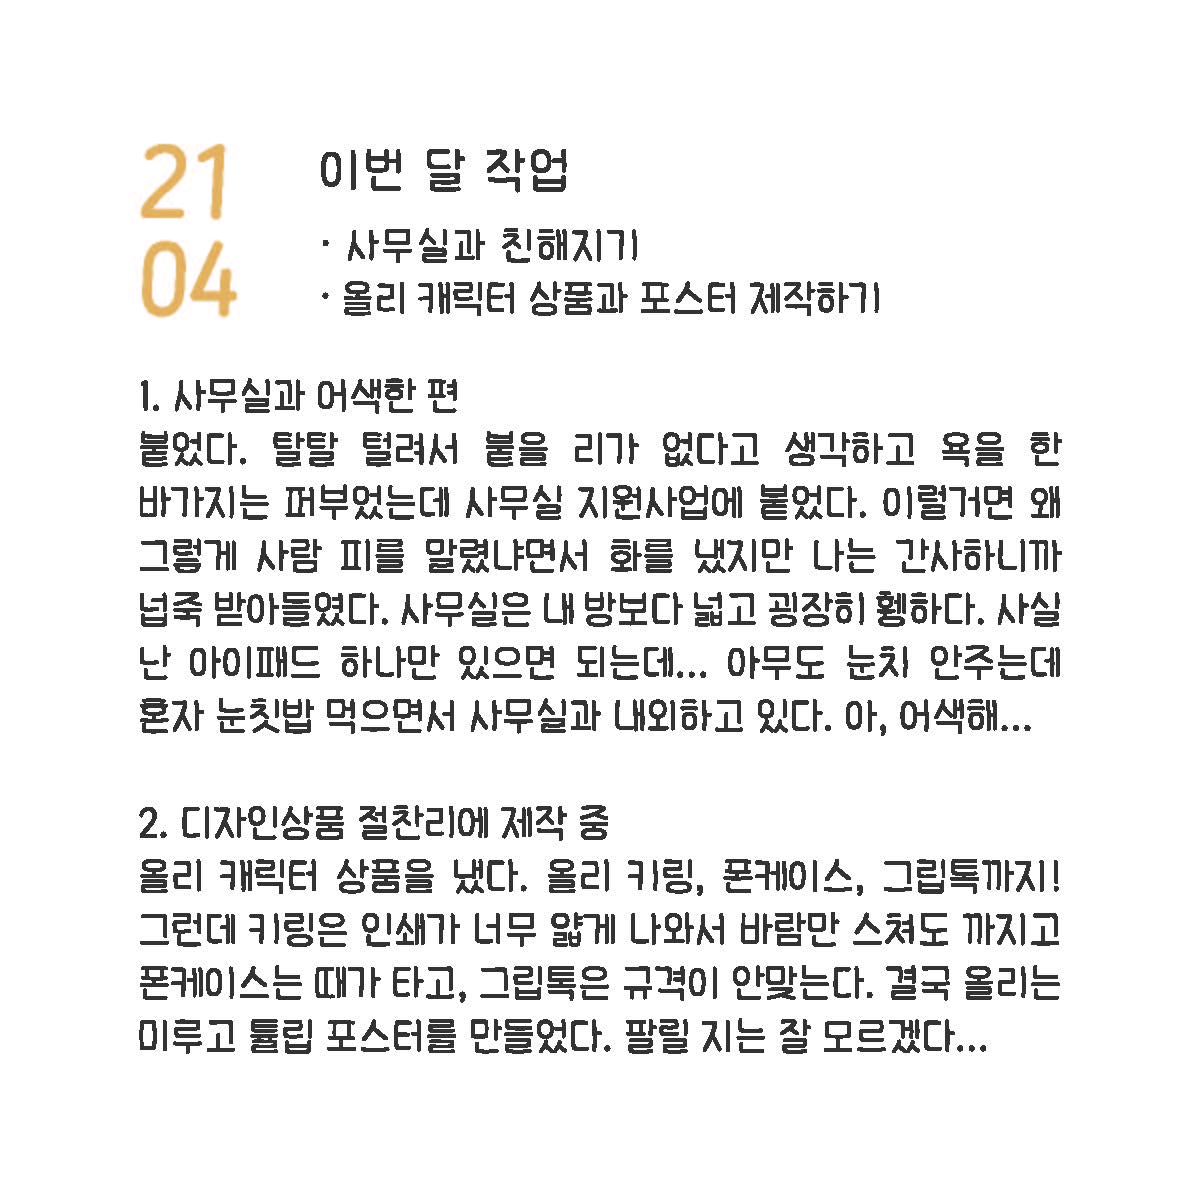 21
04
이번 달 작업
· 사무실과 친해지기
· 올리 캐릭터 상품과 포스터 제작하기
1. 사무실과 어색한 편
붙었다. 탈탈 털려서 붙을 리가 없다고 생각하고 욕을 한
바가지는 퍼부었는데 사무실 지원사업에 붙었다. 이럴거면 왜
그렇게 사람 피를 말렸냐면서 화를 냈지만 나는 간사하니까
넙죽 받아들였다. 사무실은 내 방보다 넓고 굉장히 휑하다. 사실
난 아이패드 하나만 있으면 되는데... 아무도 눈치 안주는데
혼자 눈칫밥 먹으면서 사무실과 내외하고 있다. 아, 어색해...
2. 디자인상품 절찬리에 제작 중
올리 캐릭터 상품을 냈다. 올리 키링, 폰케이스, 그립톡까지!
그런데 키링은 인쇄가 너무 얇게 나와서 바람만 스쳐도 까지고
폰케이스는 때가 타고, 그립톡은 규격이 안맞는다. 결국 올리는
미루고 튤립 포스터를 만들었다. 팔릴 지는 잘 모르겠다...